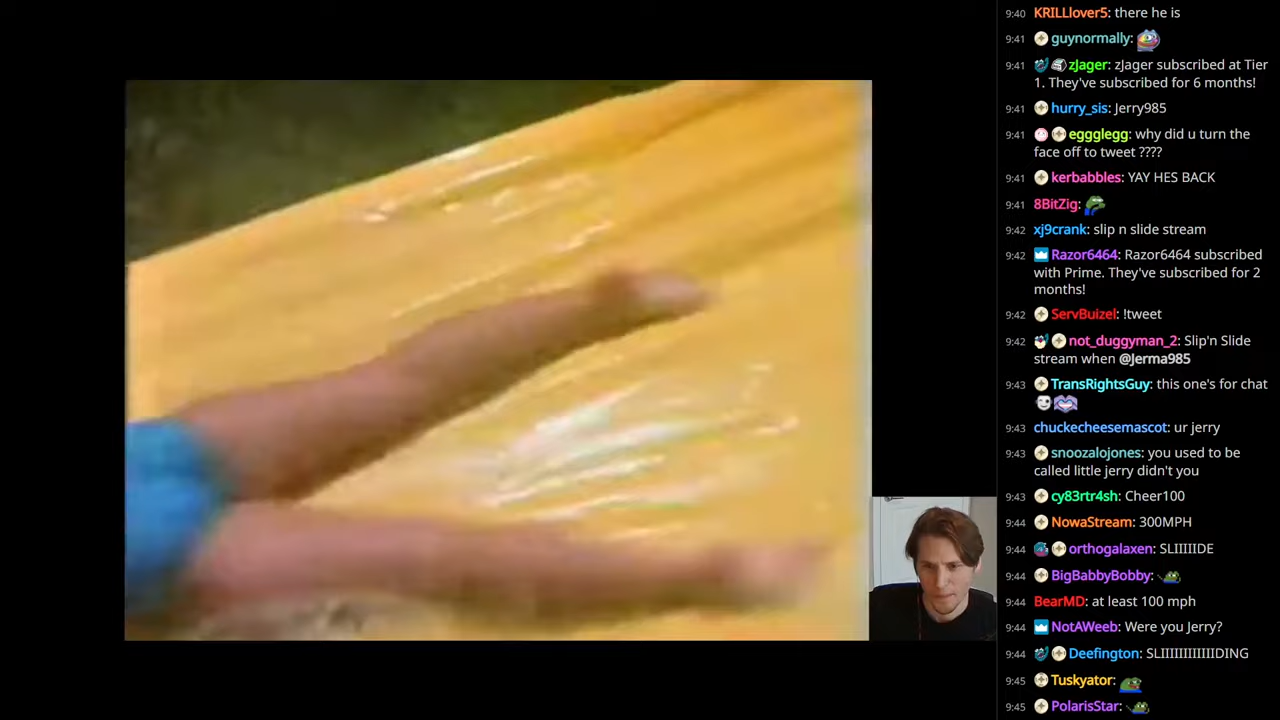 9:40 KRILLlover5: there he is
9:41 guynormally:
9:41 zJager: zJager subscribed at Tier
1. They've subscribed for 6 months!
9:41 hurry_sis: Jerry985
9:41 eggglegg: why did u turn the
face off to tweet ????
9:41 kerbabbles: YAY HES BACK
9:41 8BitZig:
9:42 xj9crank: slip n slide stream
9:42 Razor6464: Razor6464 subscribed
with Prime. They've subscribed for 2
months!
9:42 ServBuizel: !tweet
9:42 not_duggyman_2: Slip'n Slide
stream when @Jerma985
9:43 TransRightsGuy: this one's for chat
9:43 chuckecheesemascot: ur jerry
9:43 snoozalojones: you used to be
called little jerry didn't you
9:43 cy83rtr4sh: Cheer100
9:44 NowaStream: 300MPH
9:44 orthogalaxen: SLIIIIIDE
9:44 BigBabbyBobby:
9:44 BearMD: at least 100 mph
9:44 NotAWeeb: Were you Jerry?
9:44 Deefington: SLIIIIIIIIIIIIDING
9:45 Tuskyator:
9:45 PolarisStar: